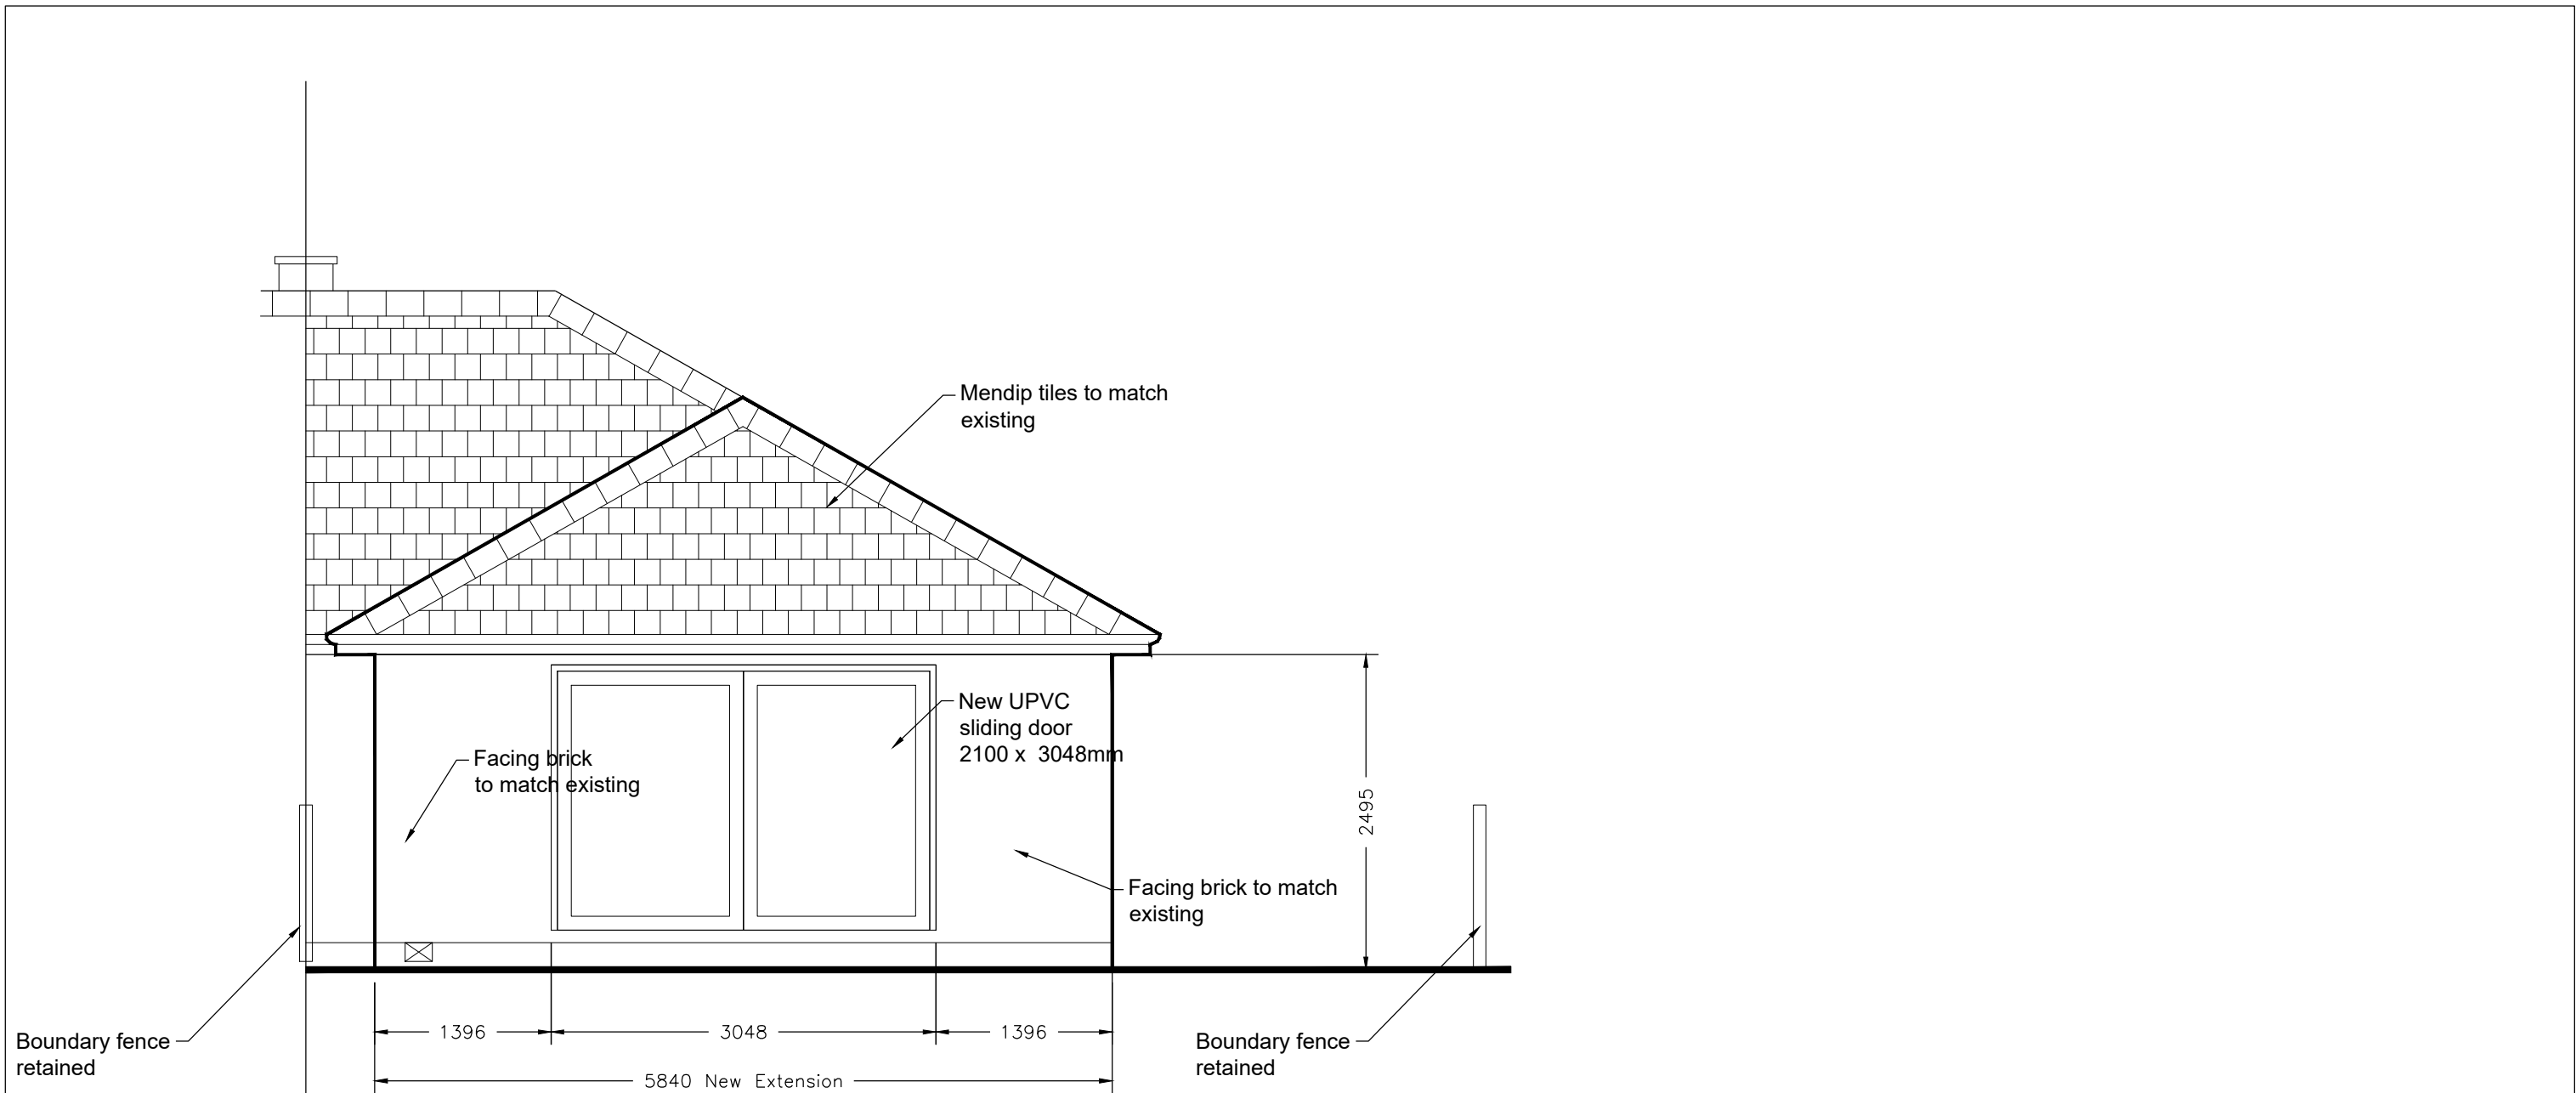 Mendip tiles to match
existing
New UPVC
sliding door
2100 x 3048mm
Facing brick
to match existing
2495
Facing brick to match
existing
1396
3048
1396
Boundary fence
retained
Boundary fence
retained
5840 New Extension